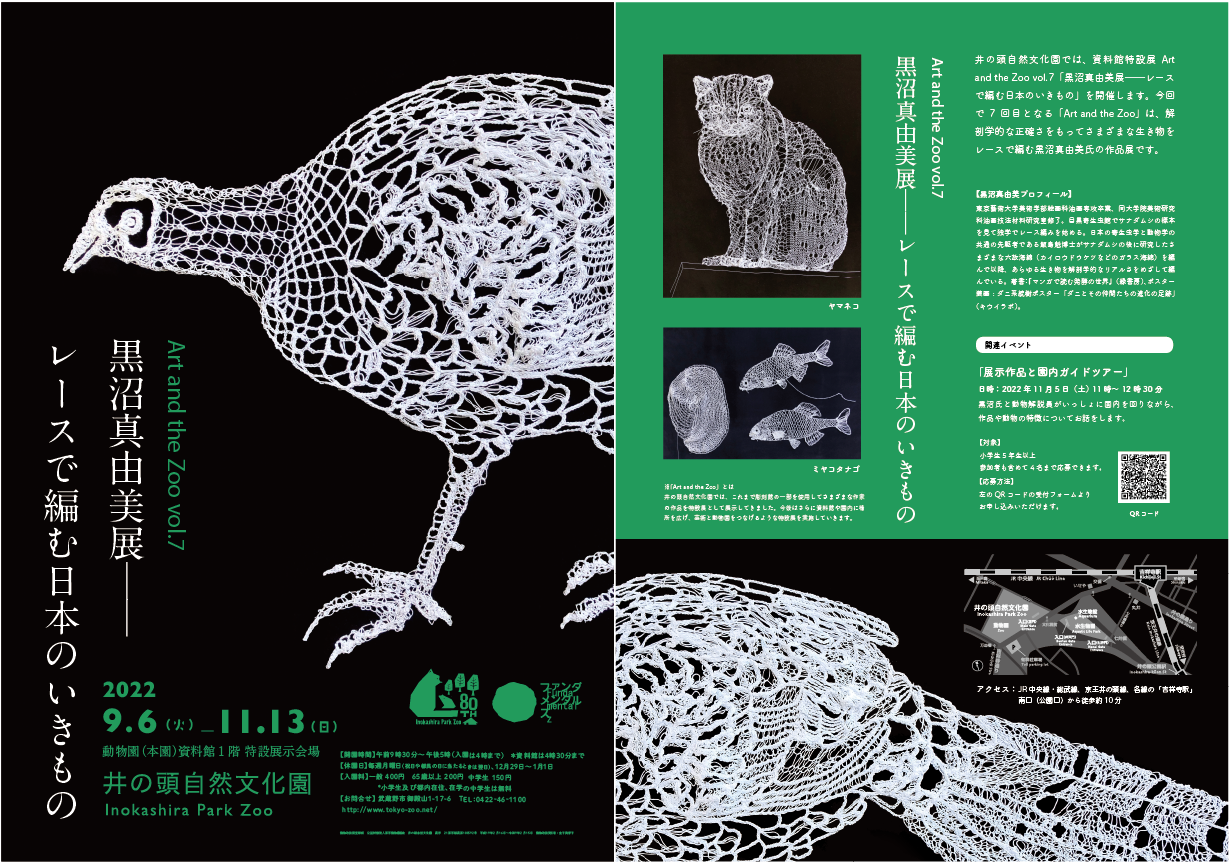 Art and the Zoo vol.7
黒沼真由美展――
レースで編む日本のいきもの
2022
9.6（火）_11.13（日）
動物園(本園)資料館1階 特設展示会場
井の頭自然文化園
Inokashira Park Zoo
Inokashira Park Zoo
80TH
ファンダメンタルズ
Fundamentalz
【開園時間】午前9時30分～午後5時（入園は4時まで） ＊資料館は4時30分まで
【休園日】毎週月曜日（祝日や都民の日に当たるときは翌日）、12月29日～1月1日
【入園料】一般 400円 65歳以上 200円 中学生 150円
*小学生及び都内在住、在学の中学生は無料
【お問合せ】武蔵野市御殿山1-17-6 TEL:0422-46-1100
http://www.tokyo-zoo.net/
Art and the Zoo vol.7
黒沼真由美展――レースで編む日本のいきもの
ヤマネコ
ミヤコタナゴ
※「Art and the Zoo」とは
井の頭自然文化園では、これまで彫刻館の一部を使用してさまざまな作家
の作品を特設展として展示してきました。今後はさらに資料館や園内に場
所を広げ、芸術と動物園をつなげるような特設展を実施していきます。
井の頭自然文化園では、資料館特設展 Art
and the Zoo vol.7「黒沼真由美展――レース
で編む日本のいきもの」を開催します。今回
で 7 回目となる「Art and the Zoo」は、解
剖学的な正確さをもってさまざまな生き物を
レースで編む黒沼真由美氏の作品展です。
【黒沼真由美プロフィール】
東京藝術大学美術学部絵画科油画専攻卒業、同大学院美術研究
科油画技法材料研究室修了。目黒寄生虫館でサナダムシの標本
を見て独学でレース編みを始める。日本の寄生虫学と動物学の
共通の先駆者である飯島魁博士がサナダムシの後に研究したさ
まざまな六放海綿（カイロウドウケツなどのガラス海綿）を編
んで以降、あらゆる生き物を解剖学的なリアルさをめざして編
んでいる。著書：『マンガで読む発酵の世界』（緑書房）、ポスター
執筆：ダニ系統樹ポスター「ダニとその仲間たちの進化の足跡」
（キウイラボ）。
関連イベント
「展示作品と園内ガイドツアー」
日時：2022 年 11 月 5 日（土）11 時～ 12 時 30 分
黒沼氏と動物解説員がいっしょに園内を回りながら、
作品や動物の特徴についてお話をします。
【対象】
小学生 5 年生以上
参加者も含めて 4 名まで応募できます。
【応募方法】
左の QR コードの受付フォームより
お申し込みいただけます。
QRコード
JR 中央線 JR Chūō Line
吉祥寺駅
井の頭自然文化園
Inokashira Park Zoo
動物園
Zoo
水生物園
水生物館
アクセス：JR 中央線・総武線、京王井の頭線、各線の「吉祥寺駅」
南口（公園口）から徒歩約 10 分